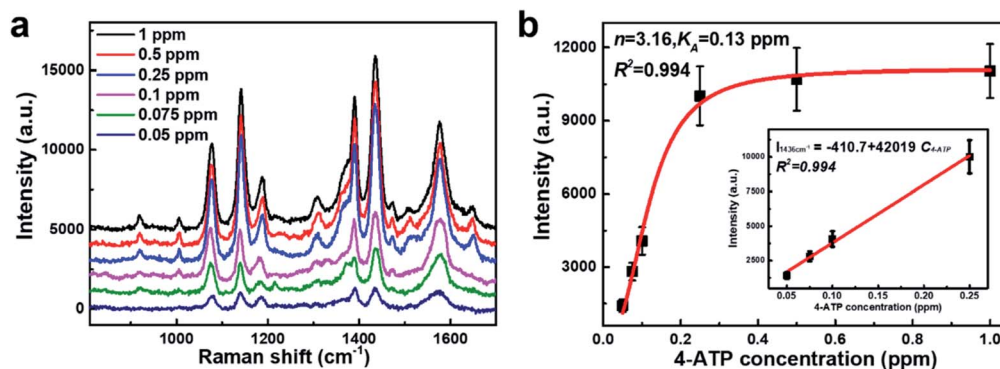 a
1 ppm
0.5 ppm
0.25 ppm
0.1 ppm
0.075 ppm
0.05 ppm
15000
10000
5000
0
Intensity (a.u.)
1000
1200
1400
1600
Raman shift (cm⁻¹)
b
n=3.16,K_A=0.13 ppm
R²=0.994
12000
9000
6000
3000
0
Intensity (a.u.)
0.0
0.2
0.4
0.6
0.8
1.0
4-ATP concentration (ppm)
I₁₄₃₆cm⁻¹ = -410.7+42019 C₄₋ATP
R²=0.994
10000
7500
5000
2500
Intensity (a.u.)
0.05
0.10
0.15
0.20
0.25
4-ATP concentration (ppm)